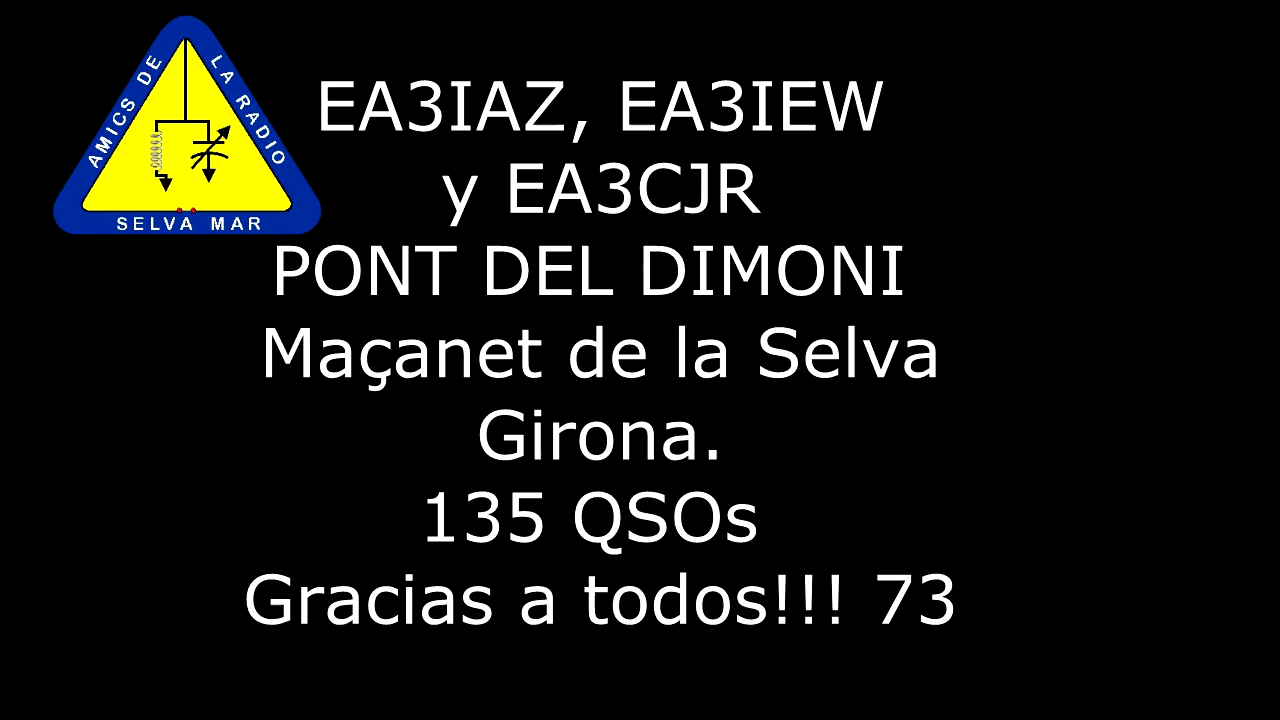 AMICS DE LA RADIO
SELVA MAR
EA3IAZ, EA3IEW
y EA3CJR
PONT DEL DIMONI
Maçanet de la Selva
Girona.
135 QSOs
Gracias a todos!!! 73